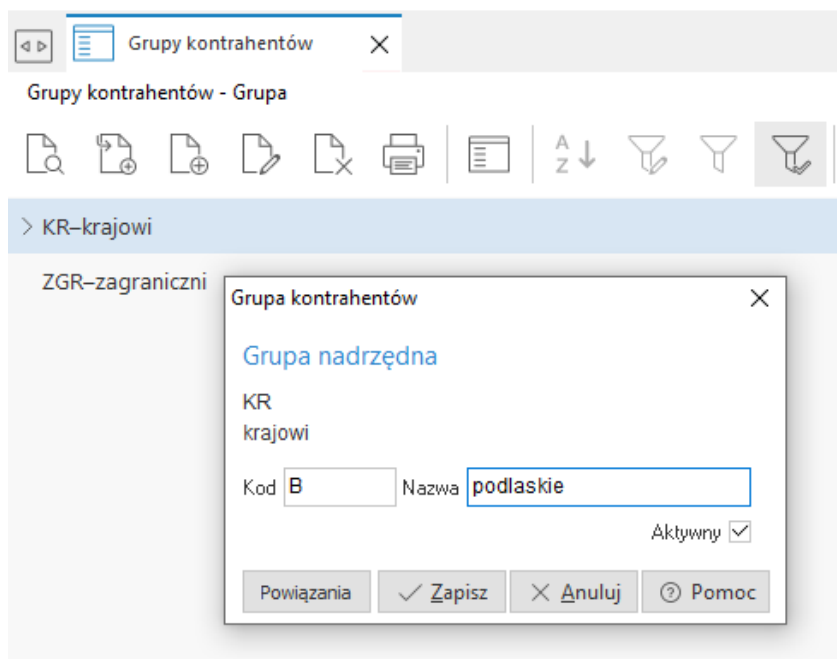 Grupy kontrahentów
Grupy kontrahentów - Grupa
A
Z
KR–krajowi
ZGR–zagraniczni
Grupa kontrahentów
Grupa nadrzędna
KR
krajowi
Kod B Nazwa podlaskie
Aktywny
Powiązania Zapisz Anuluj Pomoc